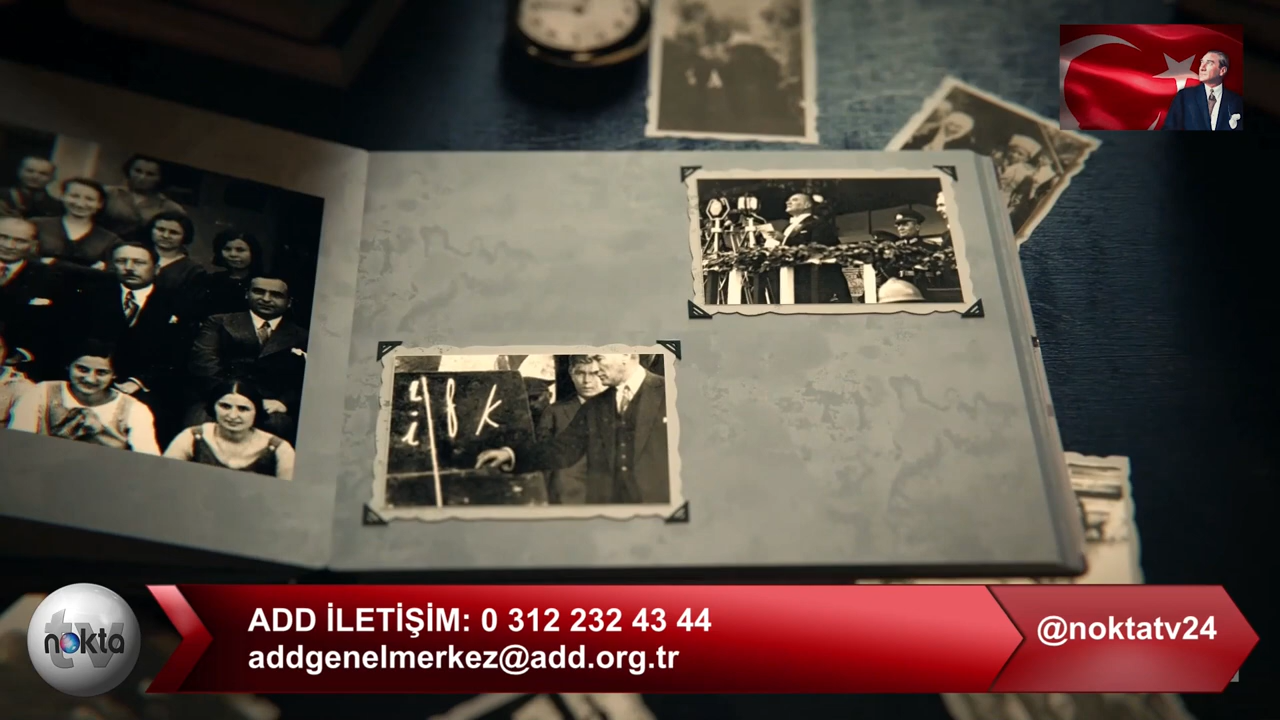 i f k
i
ADD İLETİŞİM: 0 312 232 43 44
addgenelmerkez@add.org.tr
@noktatv24
nokta
tv